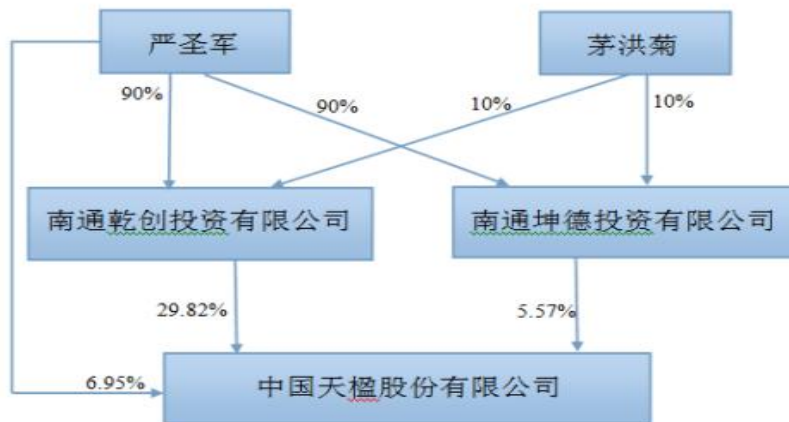 严圣军
茅洪菊
90%
90%
10%
10%
南通乾创投资有限公司
南通坤德投资有限公司
29.82%
5.57%
6.95%
中国天楹股份有限公司